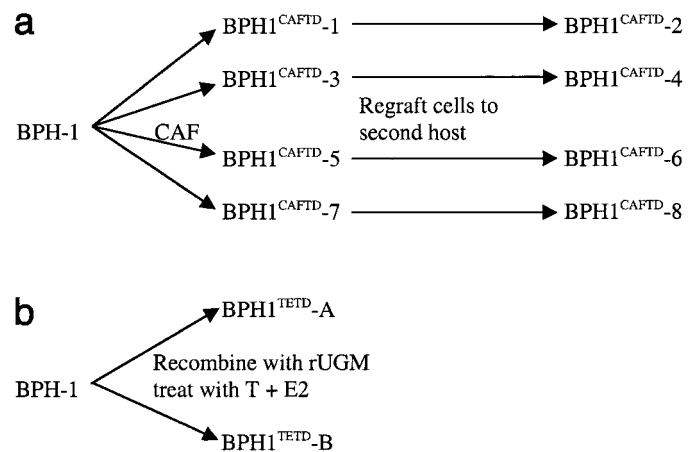 a
BPH1CAFTD-1
BPH1CAFTD-2
BPH1CAFTD-3
BPH1CAFTD-4
BPH-1
CAF
Regraft cells to
second host
BPH1CAFTD-5
BPH1CAFTD-6
BPH1CAFTD-7
BPH1CAFTD-8
b
BPH1TETD-A
BPH-1
Recombine with rUGM
treat with T + E2
BPH1TETD-B